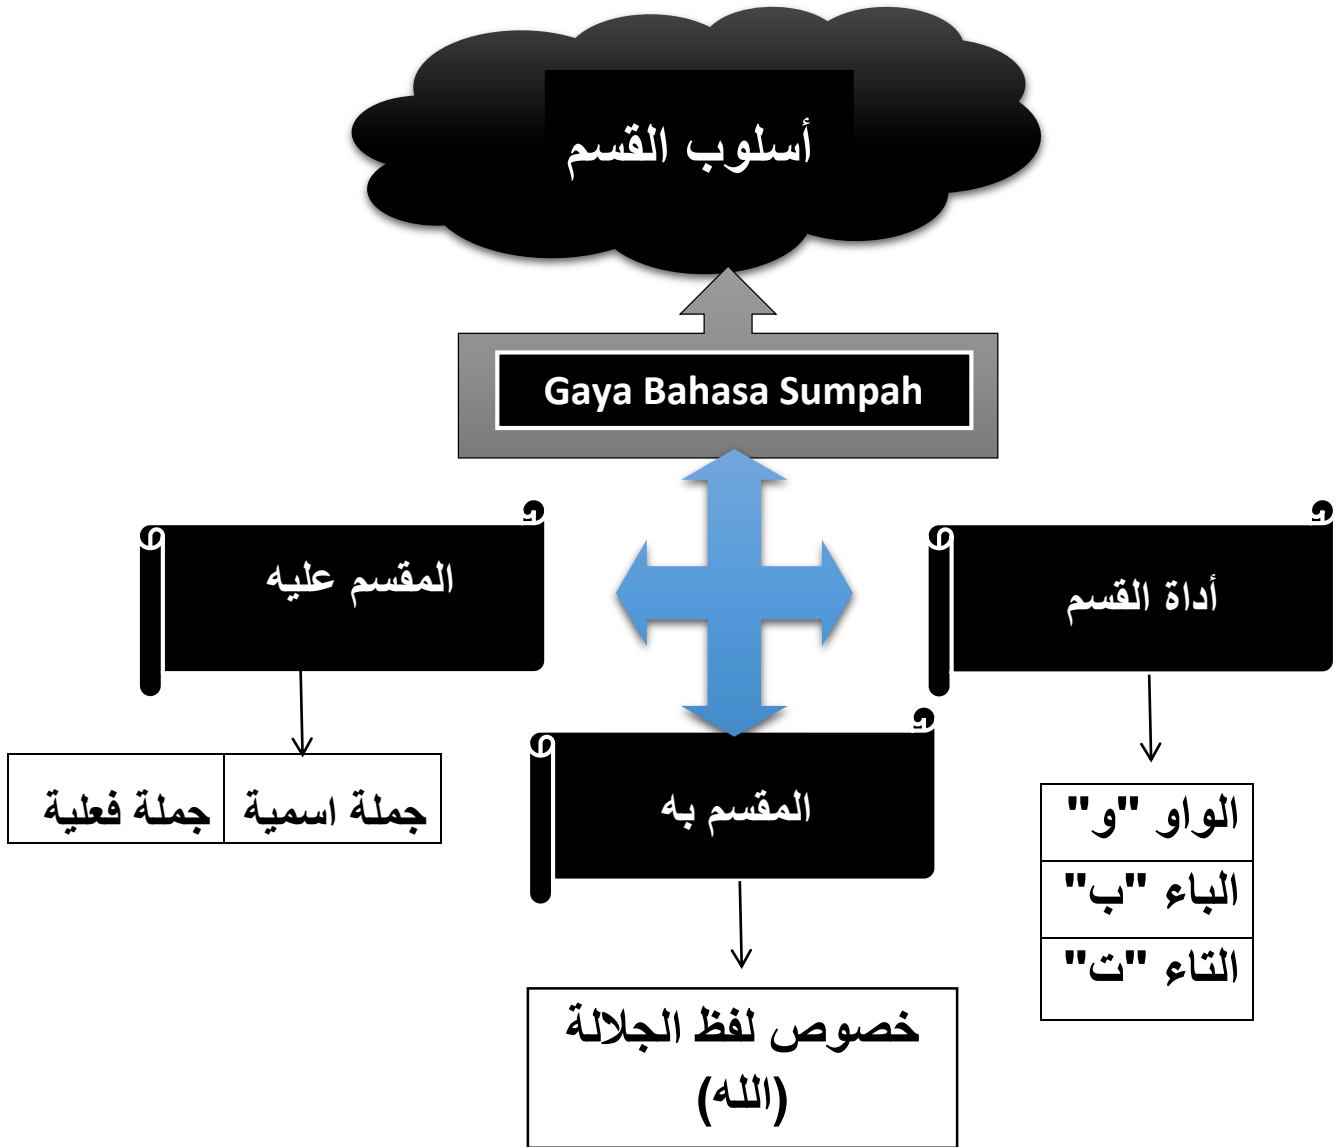 أسلوب القسم
Gaya Bahasa Sumpah
أداة القسم
المقسم عليه
المقسم به
الواو "و"
الباء "ب"
التاء "ت"
جملة اسمية
جملة فعلية
خصوص لفظ الجلالة
(الله)